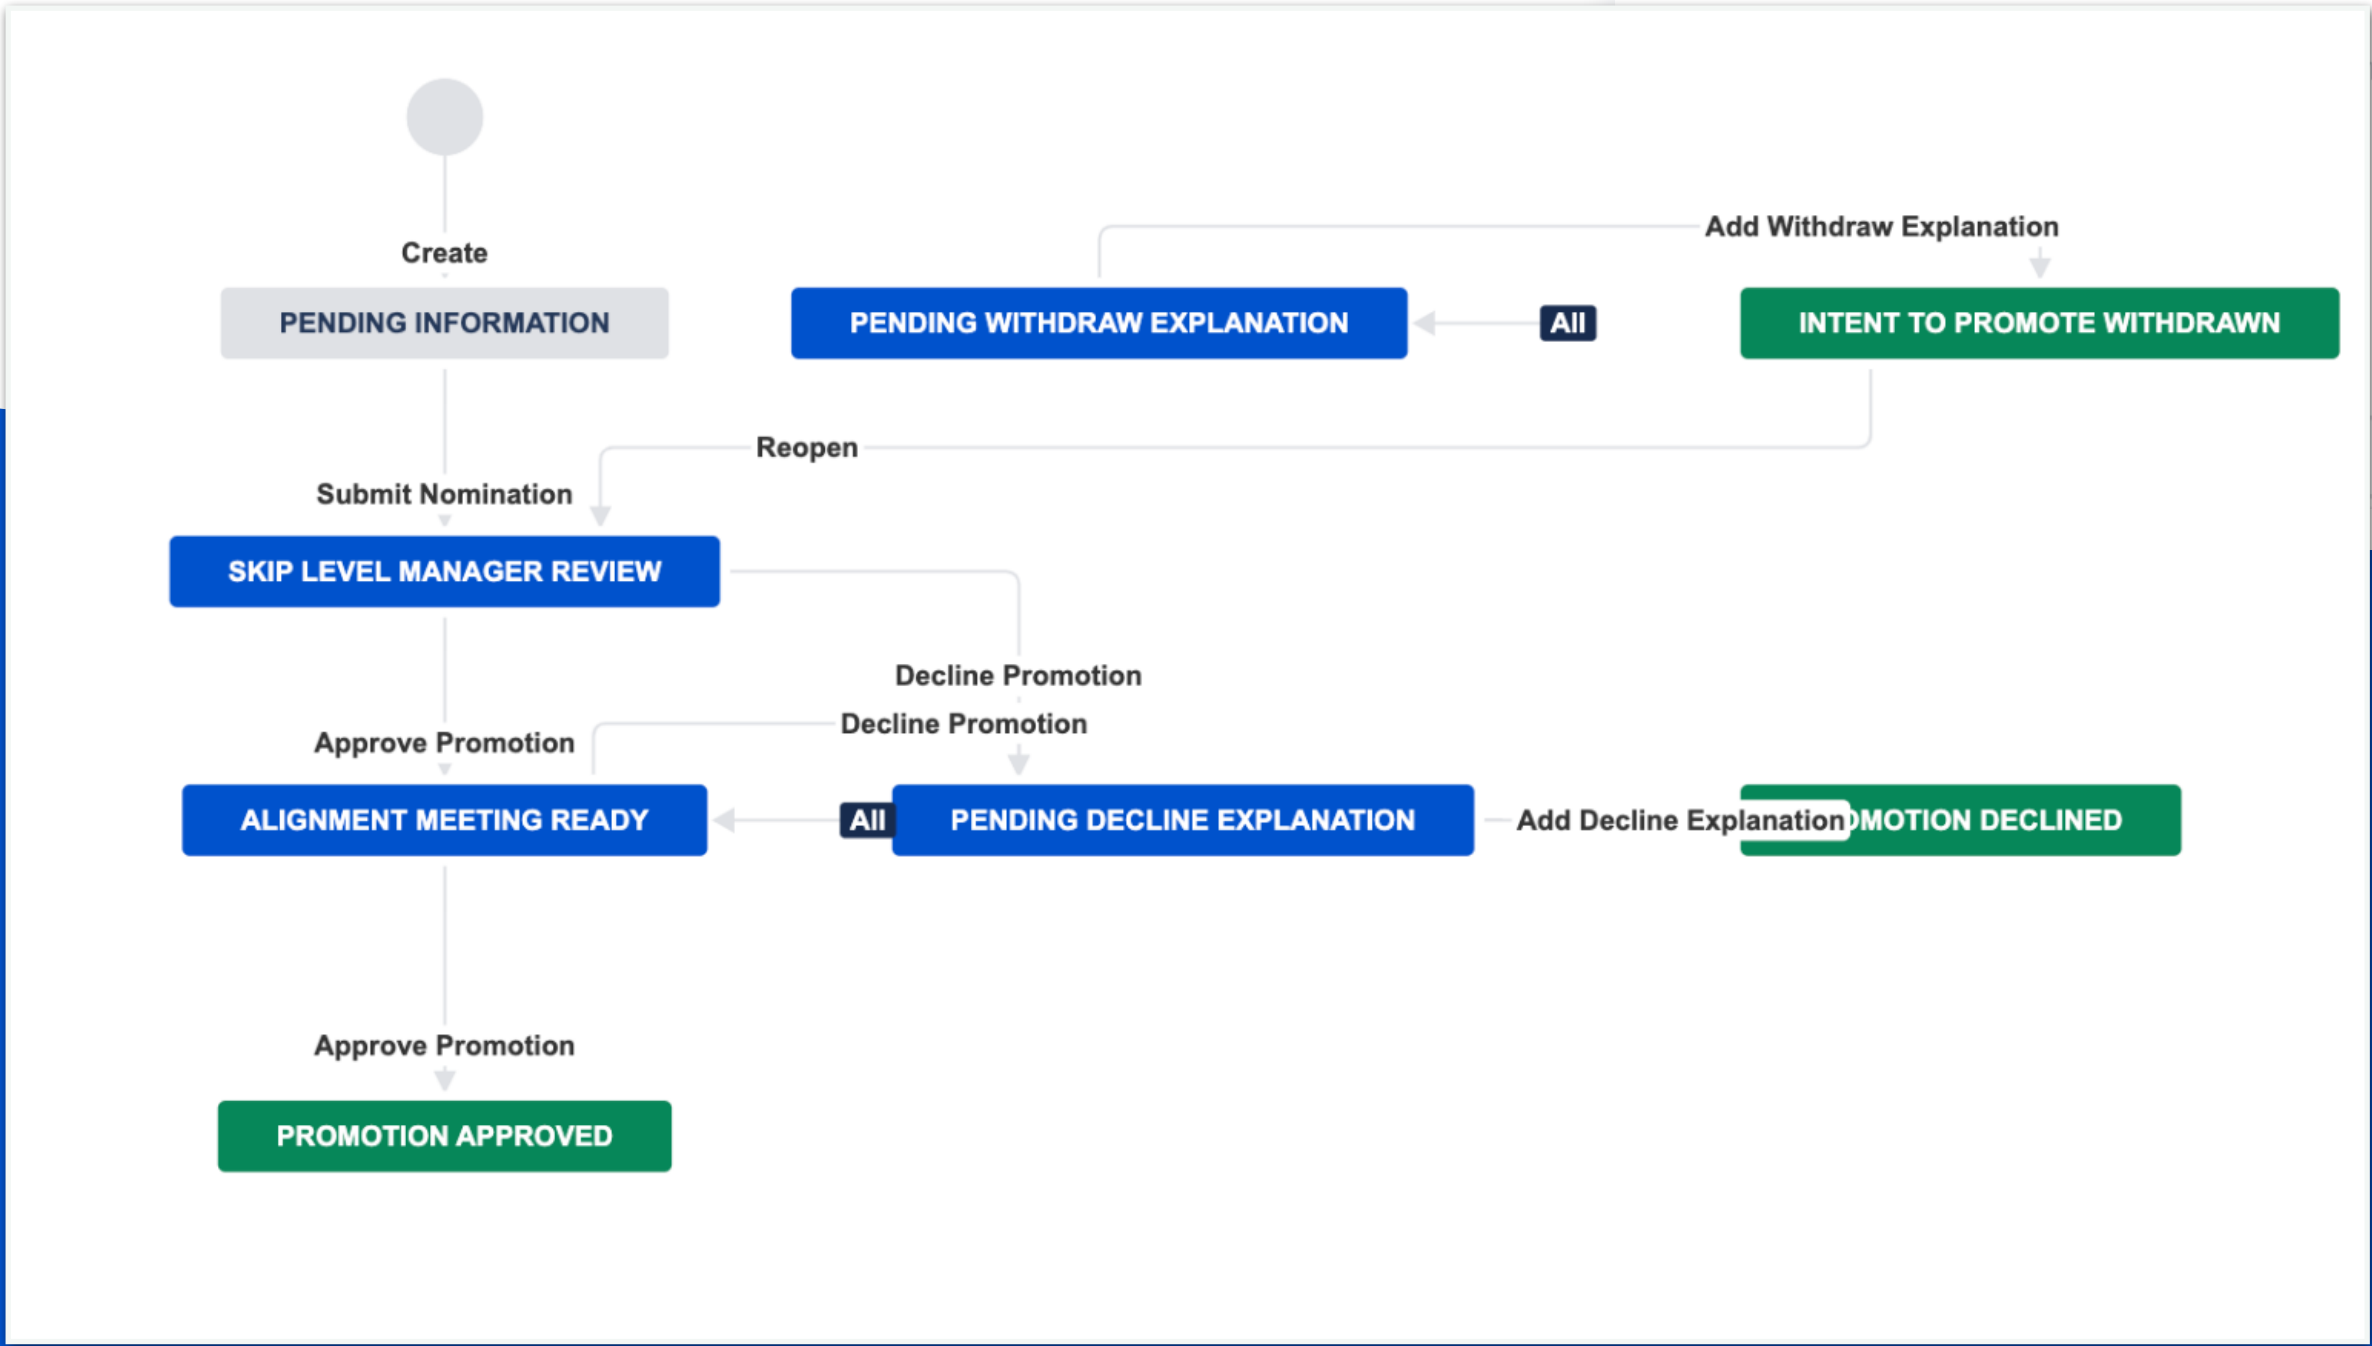 Create
Add Withdraw Explanation
PENDING INFORMATION
PENDING WITHDRAW EXPLANATION
All
INTENT TO PROMOTE WITHDRAWN
Reopen
Submit Nomination
SKIP LEVEL MANAGER REVIEW
Decline Promotion
Decline Promotion
Approve Promotion
ALIGNMENT MEETING READY
All
PENDING DECLINE EXPLANATION
Add Decline Explanation
OMOTION DECLINED
Approve Promotion
PROMOTION APPROVED